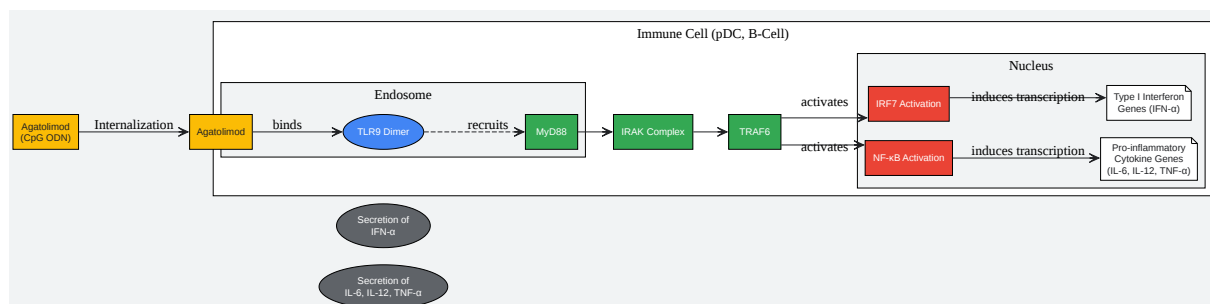 Immune Cell (pDC, B-Cell)
Nucleus
Endosome
Agatolimod
(CpG ODN)
Internalization
Agatolimod
binds
TLR9 Dimer
recruits
MyD88
IRAK Complex
TRAF6
activates
activates
IRF7 Activation
induces transcription
Type I Interferon
Genes (IFN-α)
NF-κB Activation
induces transcription
Pro-inflammatory
Cytokine Genes
(IL-6, IL-12, TNF-α)
Secretion of
IFN-α
Secretion of
IL-6, IL-12, TNF-α